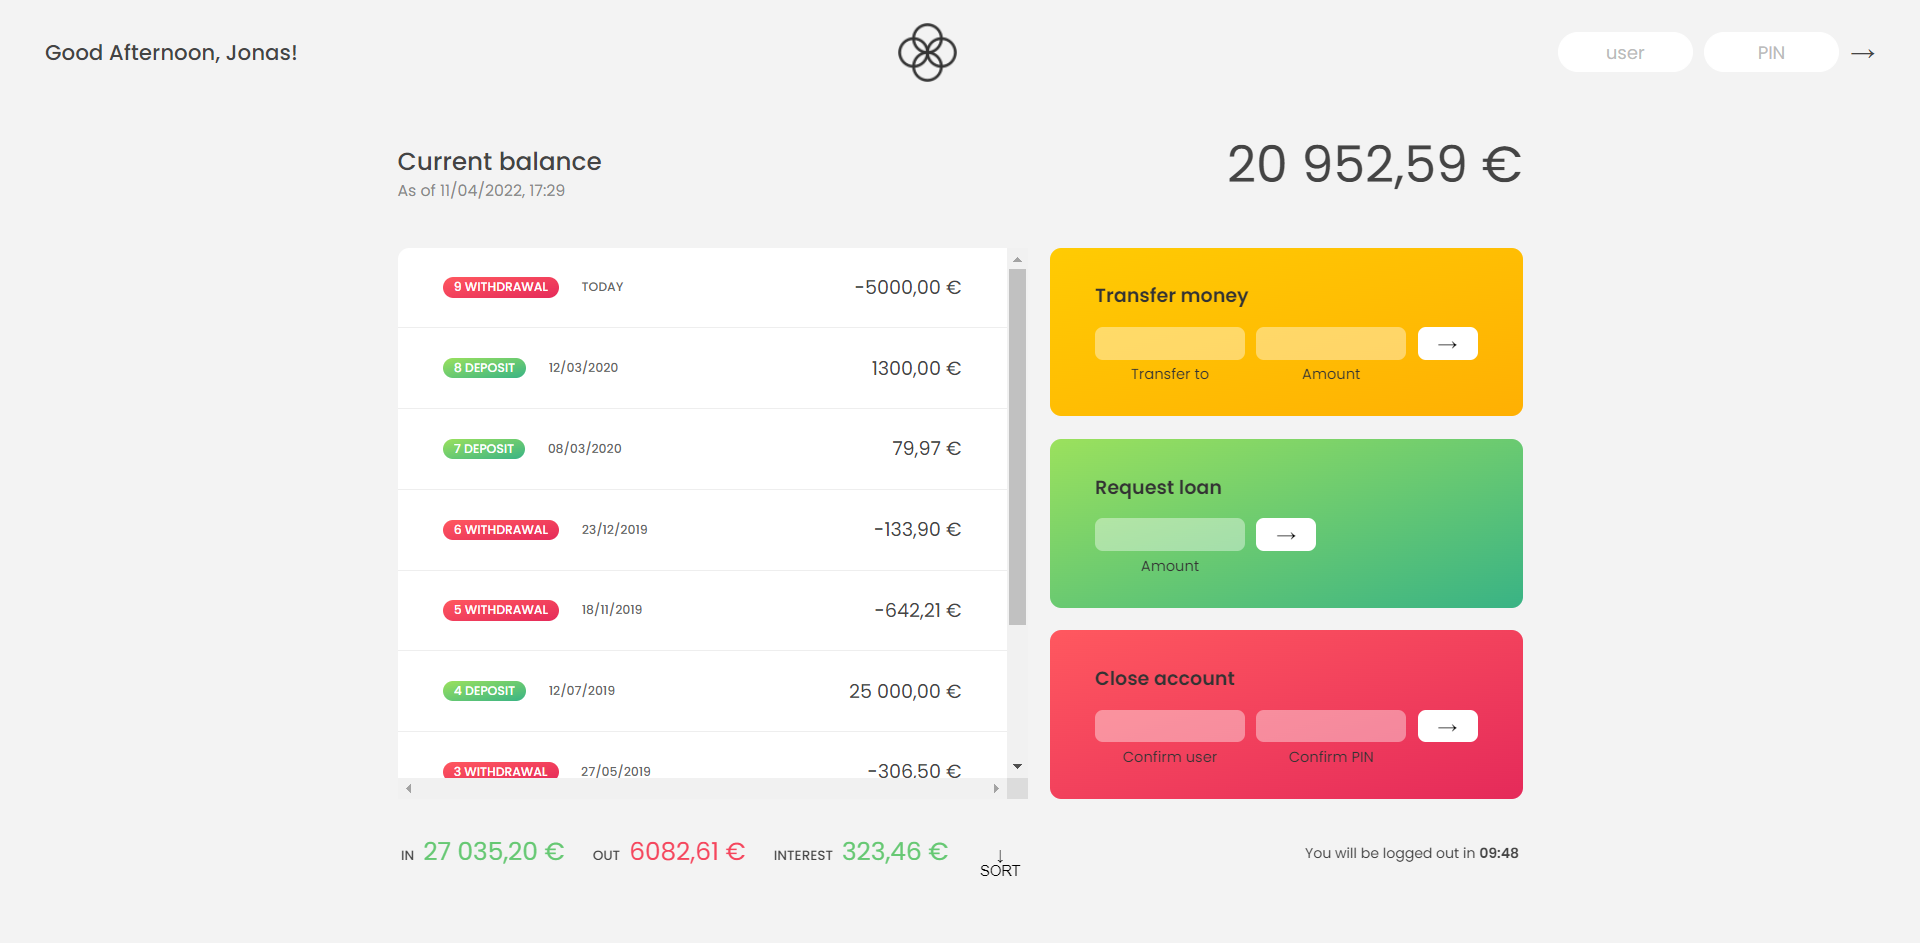 Good Afternoon, Jonas!
user
PIN
→
Current balance
As of 11/04/2022, 17:29
20 952,59 €
9 WITHDRAWAL TODAY -5000,00 €
8 DEPOSIT 12/03/2020 1300,00 €
7 DEPOSIT 08/03/2020 79,97 €
6 WITHDRAWAL 23/12/2019 -133,90 €
5 WITHDRAWAL 18/11/2019 -642,21 €
4 DEPOSIT 12/07/2019 25 000,00 €
3 WITHDRAWAL 27/05/2019 -306,50 €
Transfer money
→
Transfer to Amount
Request loan
→
Amount
Close account
→
Confirm user Confirm PIN
IN 27 035,20 € OUT 6082,61 € INTEREST 323,46 €
↓
SORT
You will be logged out in 09:48